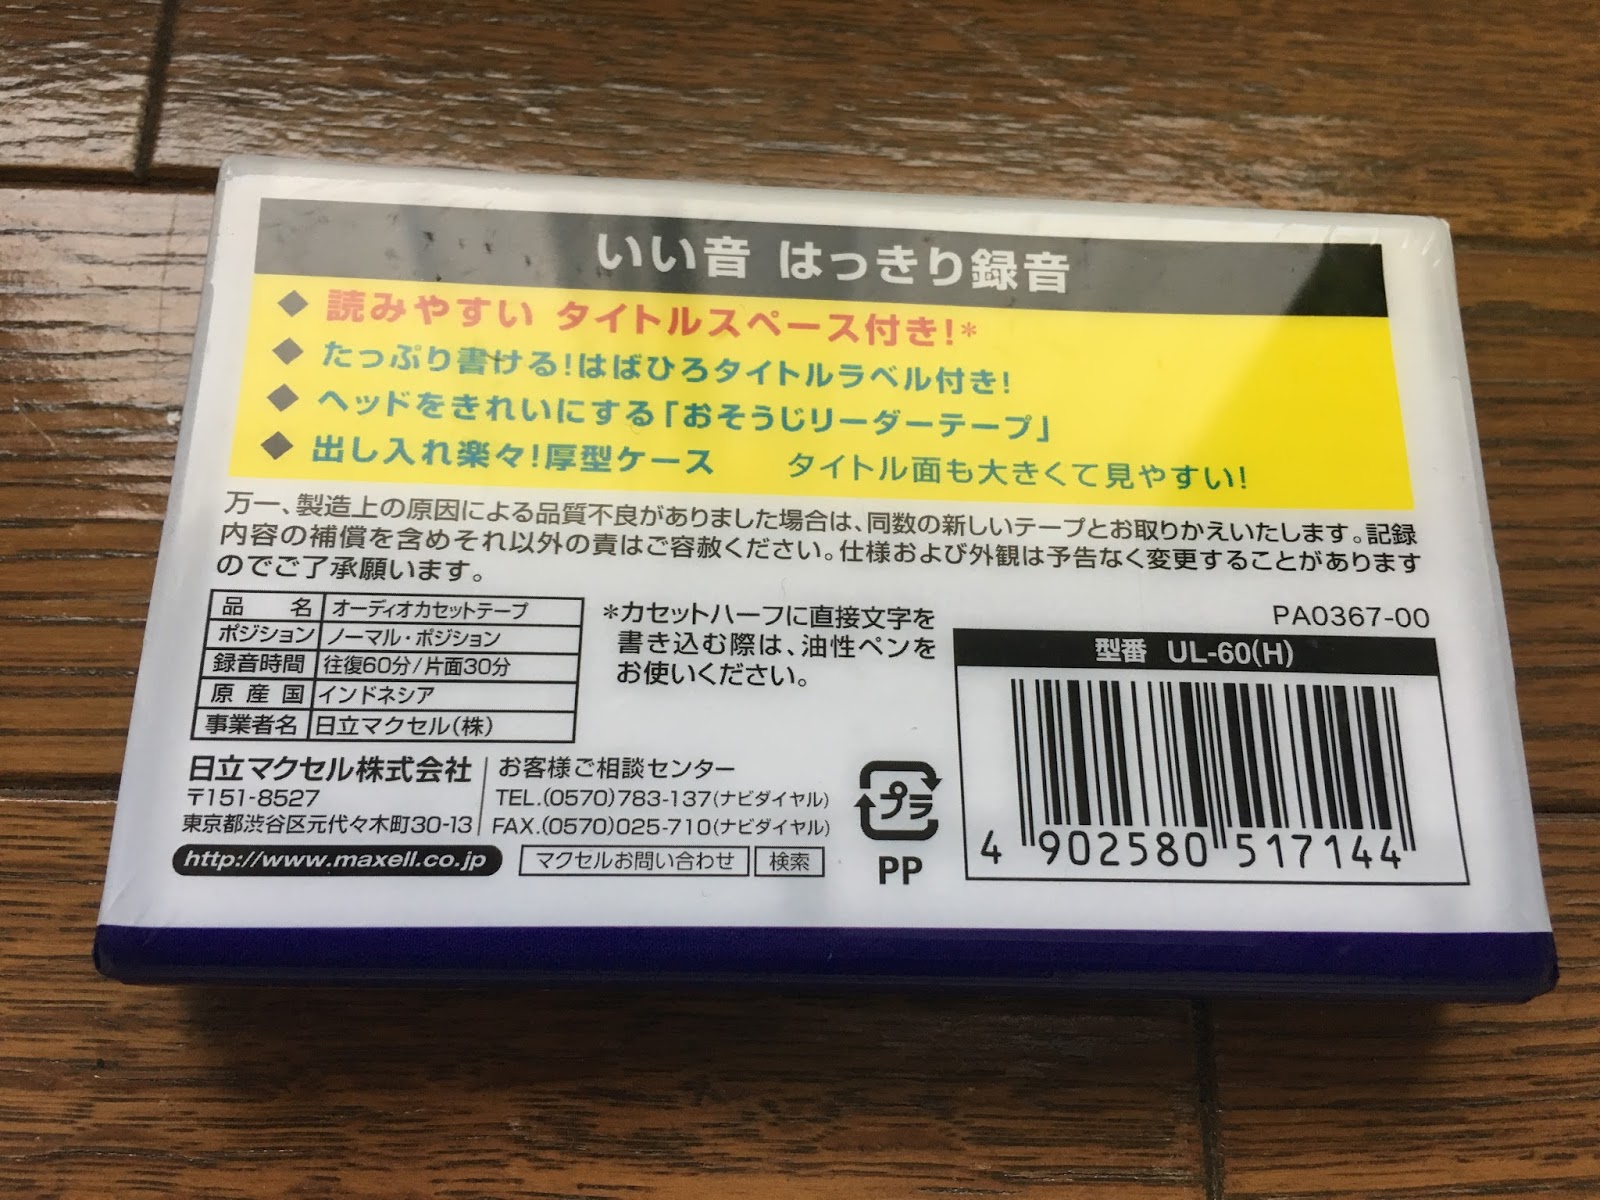 いい音 はっきり録音
◆ 読みやすい タイトルスペース付き!*
◆ たっぷり書ける!はばひろタイトルラベル付き!
◆ ヘッドをきれいにする「おそうじリーダーテープ」
◆ 出し入れ楽々!厚型ケース タイトル面も大きくて見やすい!
万一、製造上の原因による品質不良がありました場合は、同数の新しいテープとお取りかえいたします。記録
内容の補償を含めそれ以外の責はご容赦ください。仕様および外観は予告なく変更することがあります
のでご了承願います。
品 名 オーディオカセットテープ
ポジション ノーマル・ポジション
録音時間 往復60分/片面30分
原産国 インドネシア
事業者名 日立マクセル(株)
*カセットハーフに直接文字を
書き込む際は、油性ペンを
お使いください。
PA0367-00
型番 UL-60(H)
4 902580 517144
日立マクセル株式会社
〒151-8527
東京都渋谷区元代々木町30-13
http://www.maxell.co.jp
お客様ご相談センター
TEL.(0570)783-137(ナビダイヤル)
FAX.(0570)025-710(ナビダイヤル)
マクセルお問い合わせ 検索
プラ
PP